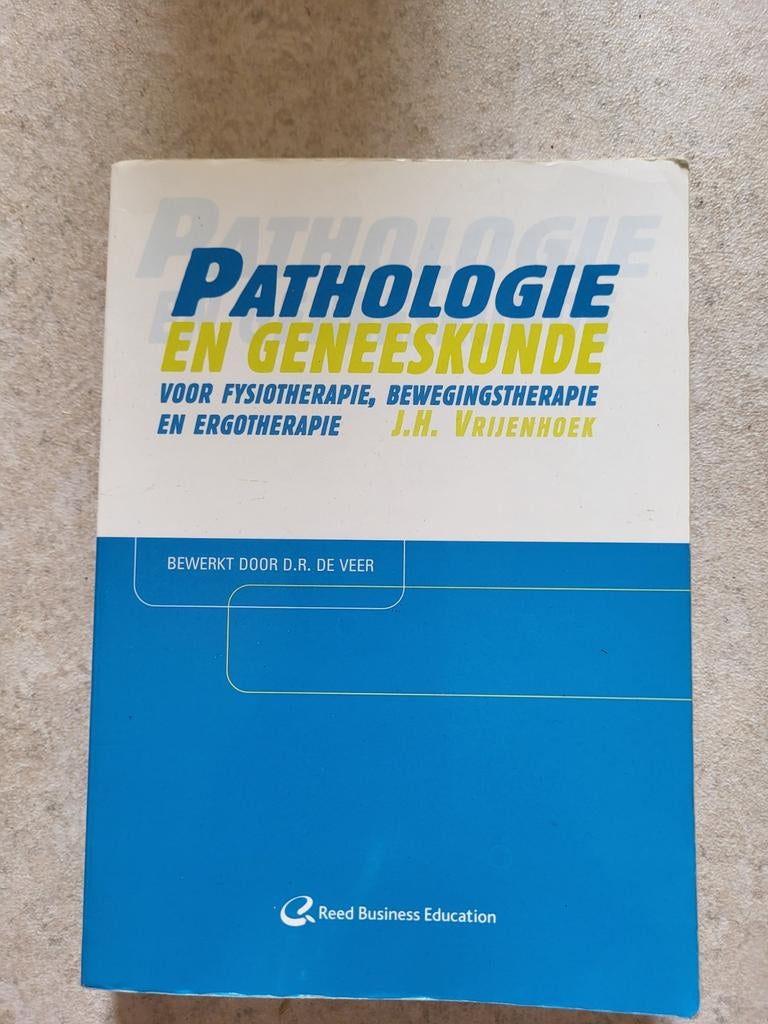 PATHOLOGIE
EN GENEESKUNDE
VOOR FYSIOTHERAPIE, BEWEGINGSTHERAPIE
EN ERGOTHERAPIE J.H. VRIJENHOEK
BEWERKT DOOR D.R. DE VEER
Reed Business Education